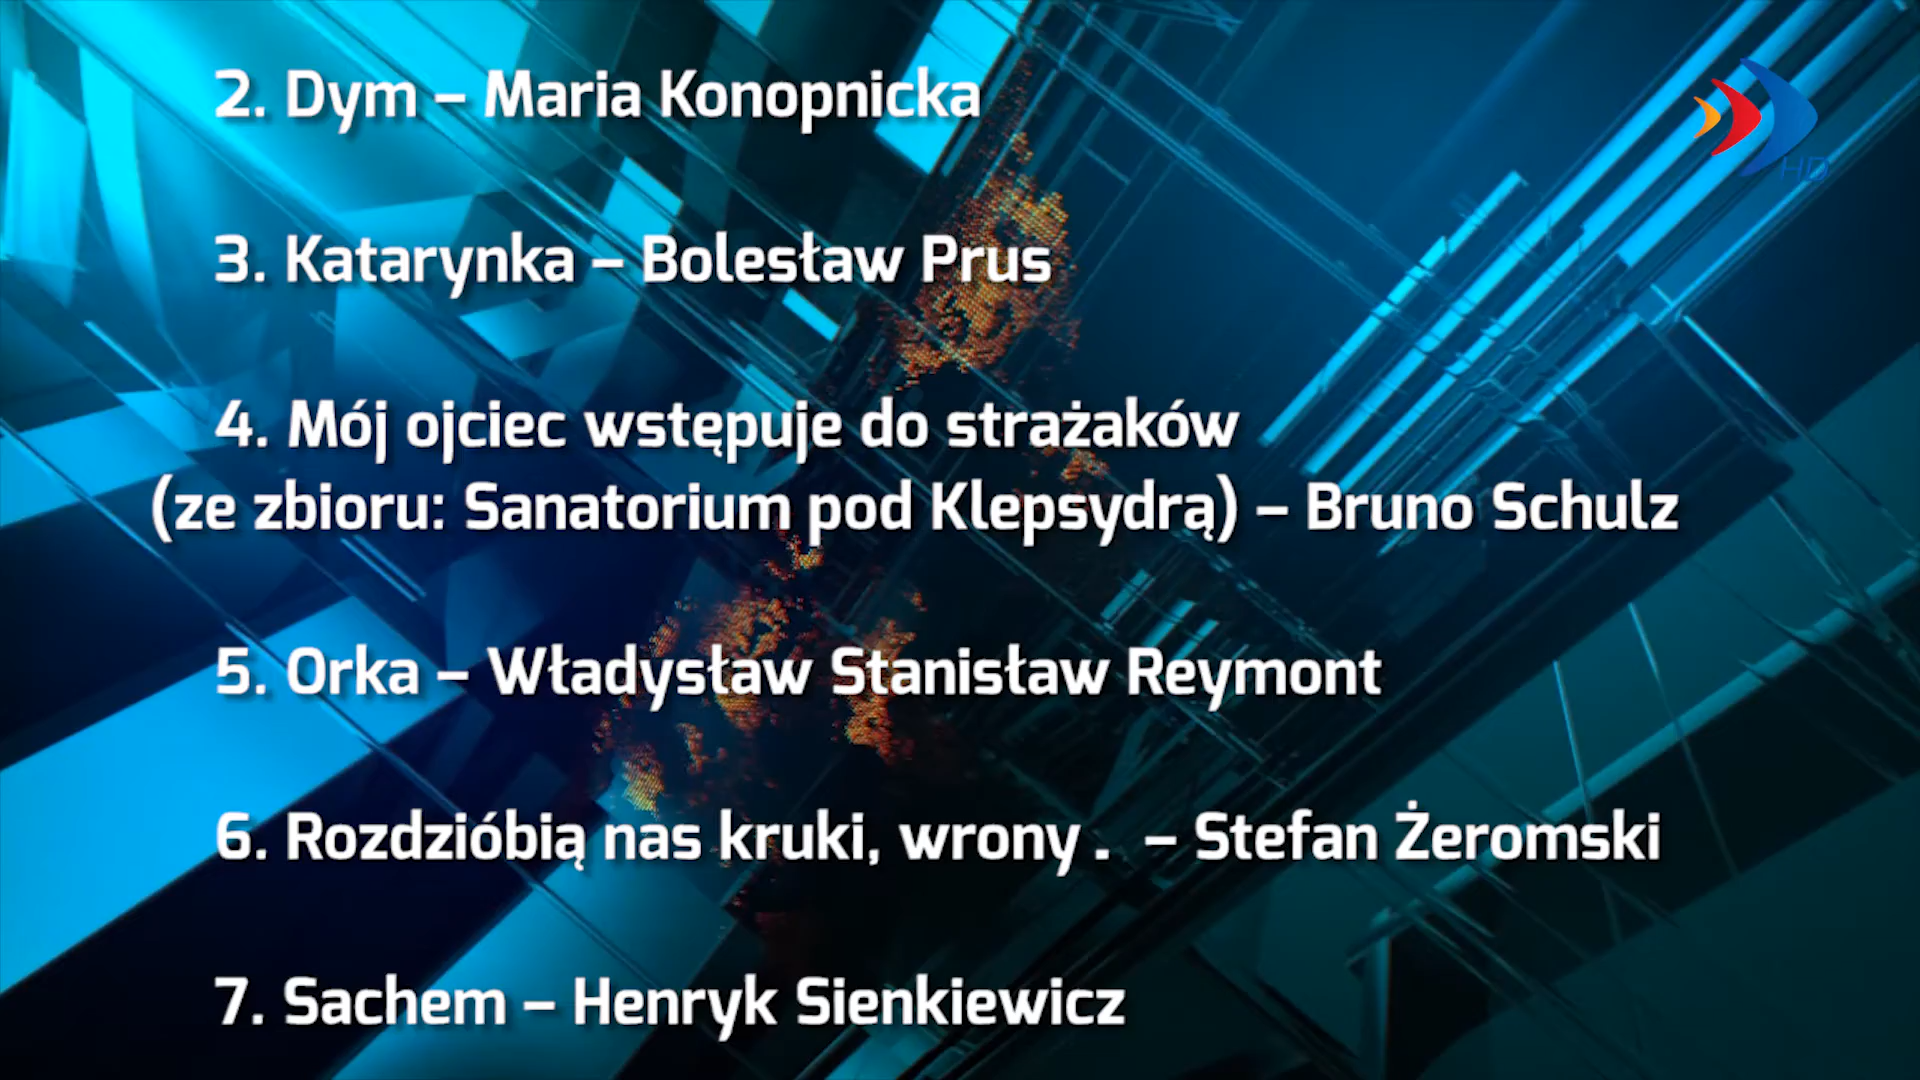 2. Dym – Maria Konopnicka
HD
3. Katarynka – Bolesław Prus
4. Mój ojciec wstępuje do strażaków
(ze zbioru: Sanatorium pod Klepsydrą) – Bruno Schulz
5. Orka – Władysław Stanisław Reymont
6. Rozdzióbią nas kruki, wrony .  – Stefan Żeromski
7. Sachem – Henryk Sienkiewicz